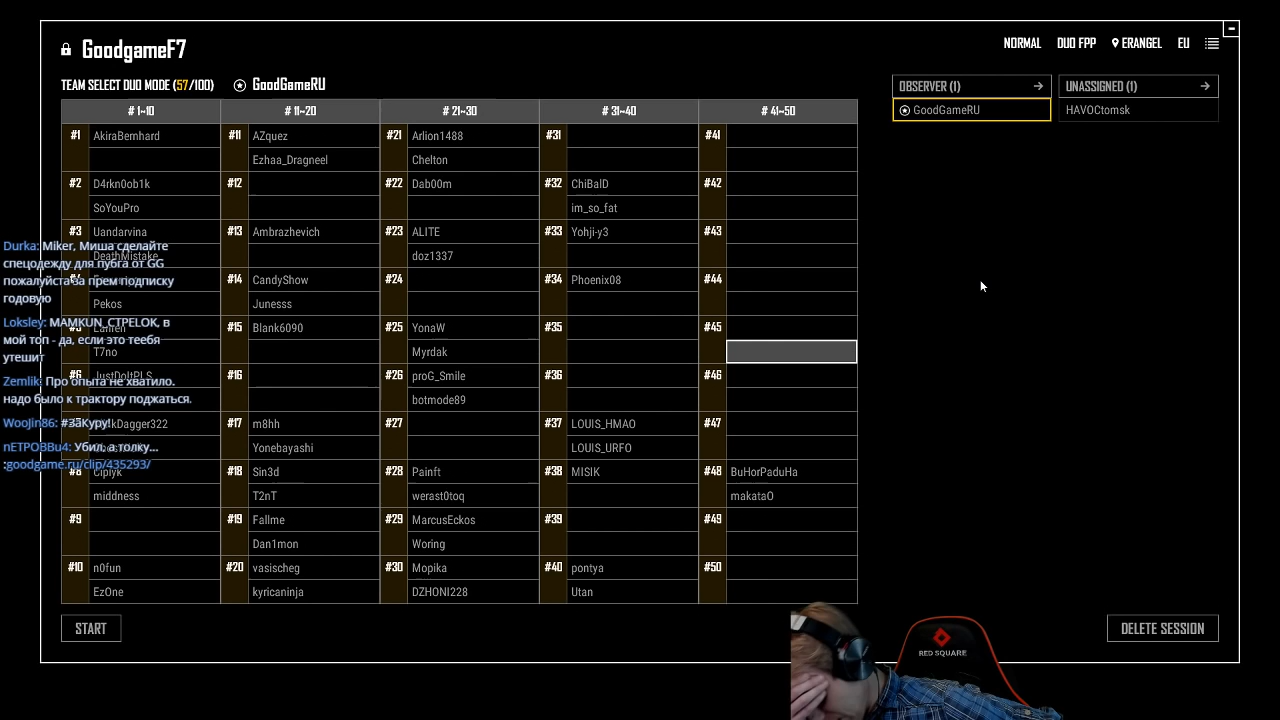 GoodgameF7
NORMAL DUO FPP ERANGEL EU
TEAM SELECT DUO MODE (57/100) GoodGameRU
OBSERVER (1)
GoodGameRU
UNASSIGNED (1)
HAVOCtomsk
# 1~10
#1 AkiraBernhard
#2 D4rkn0ob1k
SoYouPro
#3 Uandarvina
DeathMistake
Pekos
T7no
#6 JustDoItPLS
#8 Ciplyk
middness
#9
#10 n0fun
EzOne
# 11~20
#11 AZquez
Ezhaa_Dragneel
#12
#13 Ambrazhevich
#14 CandyShow
Junesss
#15 Blank6090
#16
#17 m8hh
Yonebayashi
#18 Sin3d
T2nT
#19 Fallme
Dan1mon
#20 vasischeg
kyricaninja
# 21~30
#21 Arlion1488
Chelton
#22 Dab00m
#23 ALITE
doz1337
#24
#25 YonaW
Myrdak
#26 proG_Smile
botmode89
#27
#28 Painft
werast0toq
#29 MarcusEckos
Woring
#30 Mopika
DZHONI228
# 31~40
#31
#32 ChiBalD
im_so_fat
#33 Yohji-y3
#34 Phoenix08
#35
#36
#37 LOUIS_HMAO
LOUIS_URFO
#38 MISIK
#39
#40 pontya
Utan
# 41~50
#41
#42
#43
#44
#45
#46
#47
#48 BuHorPaduHa
makataO
#49
#50
Durka: Miker, Миша сделайте
спецодежду для пубга от GG
пожалуйста за прем подписку
годовую
Loksley: MAMKUN_CTPELOK, в
мой топ - да, если это теебя
утешит
Zemlik: Про опыта не хватило.
надо было к трактору поджаться.
WooJin86: #ЗаКуру!
nETPOBBu4: Убил, а толку...
:goodgame.ru/clip/435293/
START
DELETE SESSION
RED SQUARE